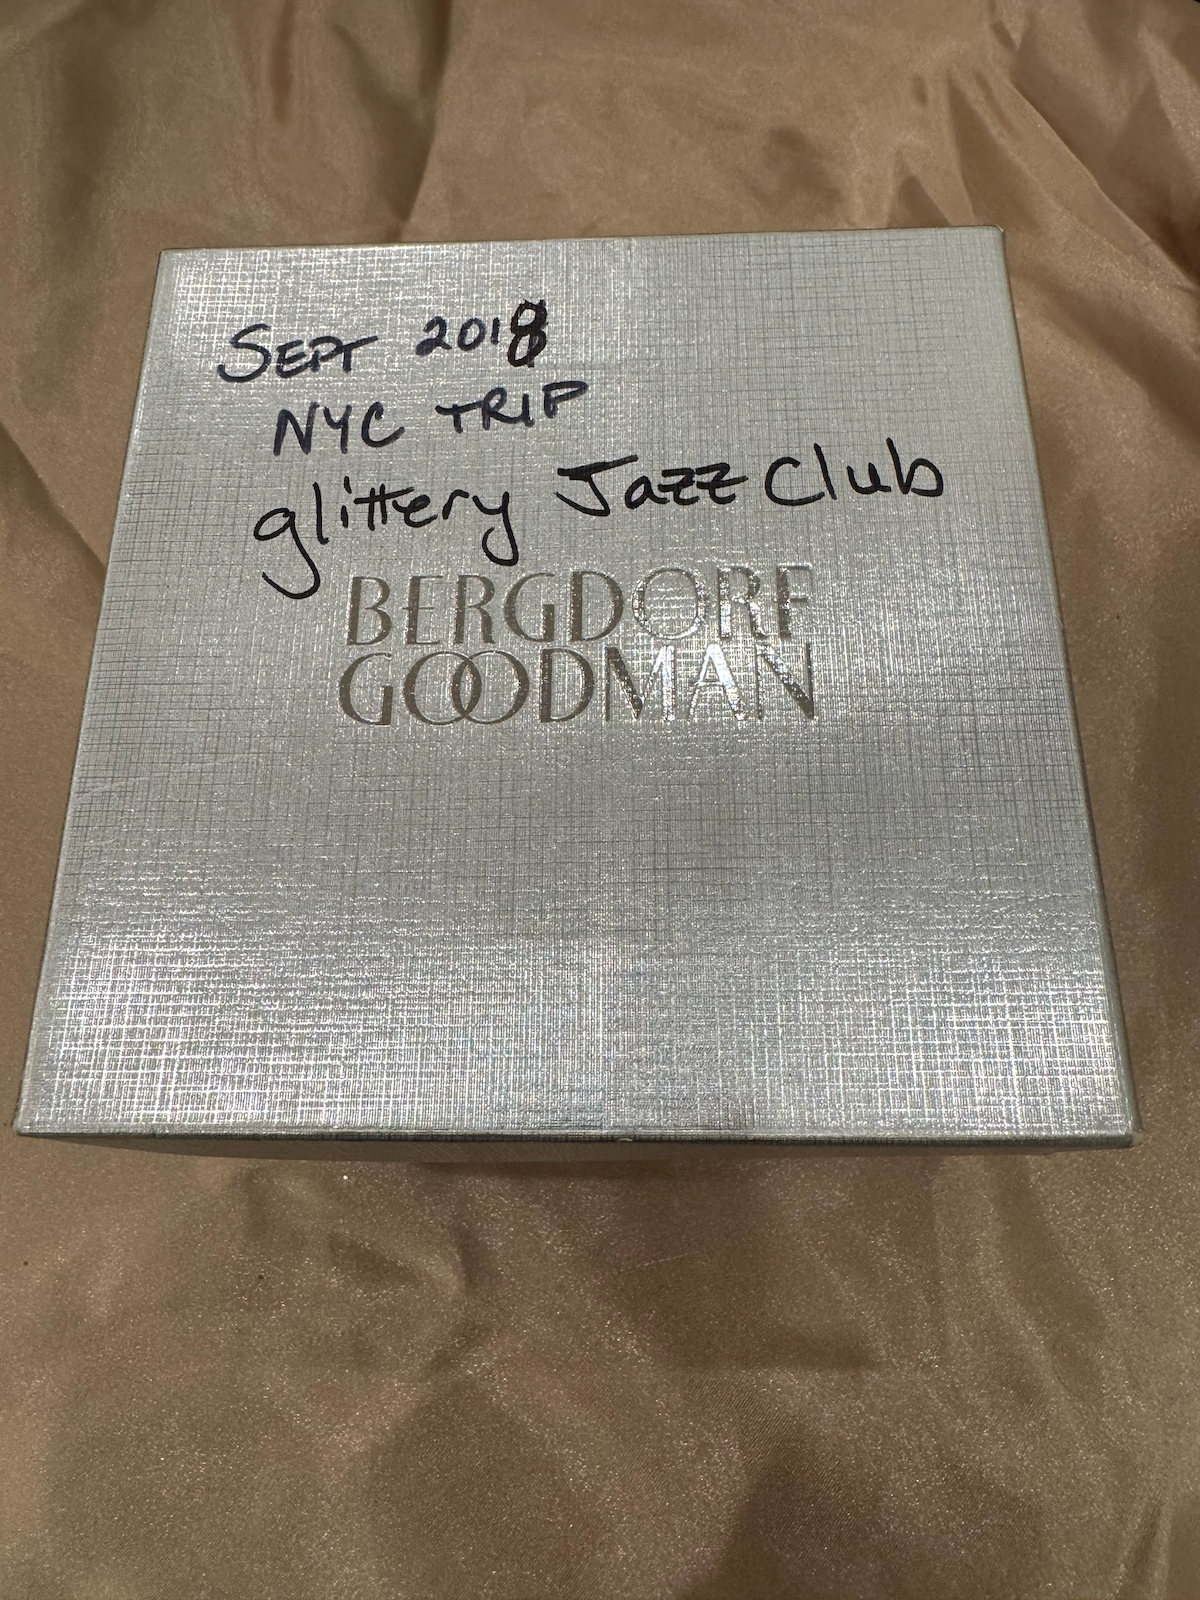 SEPT 2018
NYC TRIP
glittery Jazz Club
BERGDORF
GOODMAN